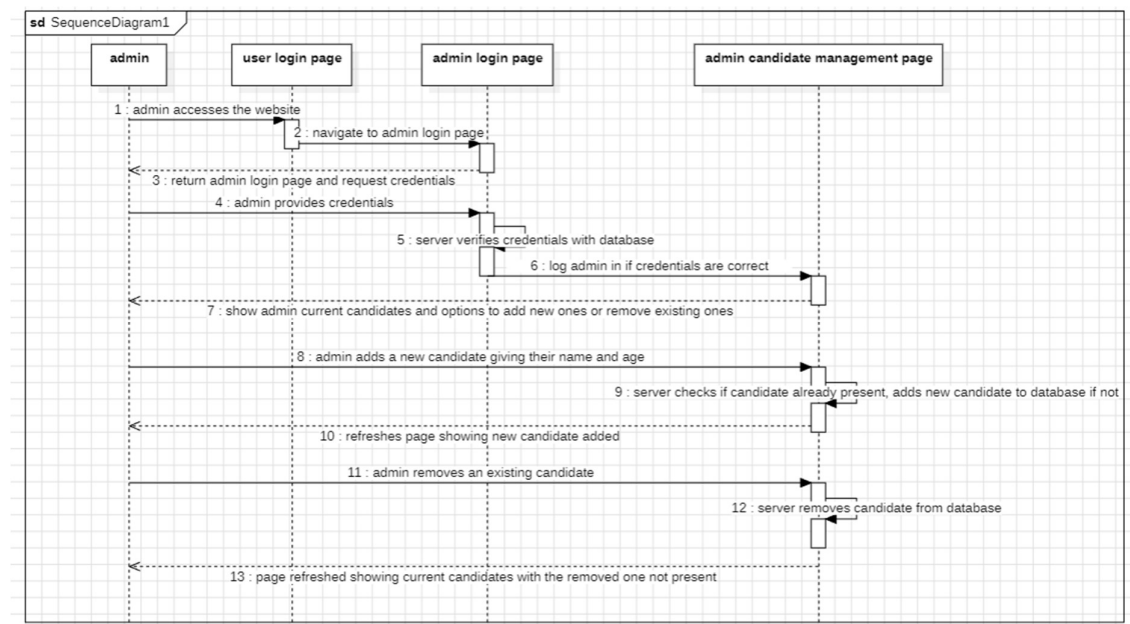 sd SequenceDiagram1
admin
user login page
admin login page
admin candidate management page
1 : admin accesses the website
2 : navigate to admin login page
3 : return admin login page and request credentials
4 : admin provides credentials
5 : server verifies credentials with database
6 : log admin in if credentials are correct
7 : show admin current candidates and options to add new ones or remove existing ones
8 : admin adds a new candidate giving their name and age
9 : server checks if candidate already present, adds new candidate to database if not
10 : refreshes page showing new candidate added
11 : admin removes an existing candidate
12 : server removes candidate from database
13 : page refreshed showing current candidates with the removed one not present